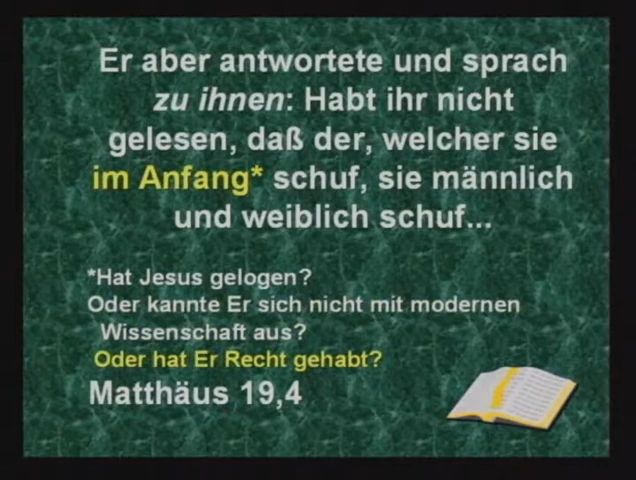 Er aber antwortete und sprach
zu ihnen: Habt ihr nicht
gelesen, daß der, welcher sie
im Anfang* schuf, sie männlich
und weiblich schuf...
*Hat Jesus gelogen?
Oder kannte Er sich nicht mit modernen
Wissenschaft aus?
Oder hat Er Recht gehabt?
Matthäus 19,4